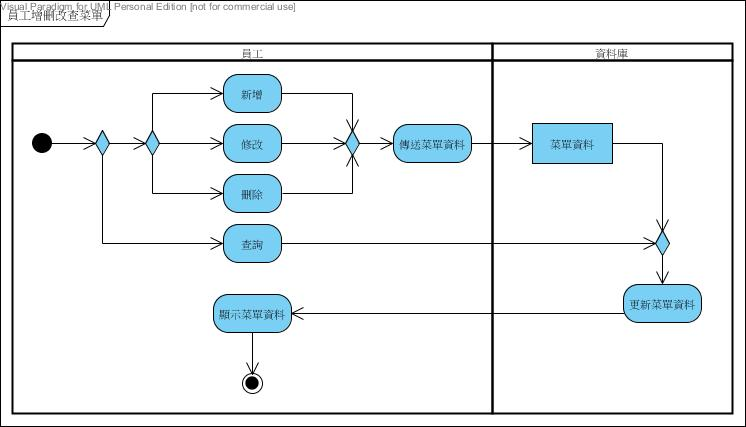 Visual Paradigm for UML Personal Edition [not for commercial use]
員工增刪改查菜單
員工
資料庫
新增
修改
傳送菜單資料
菜單資料
刪除
查詢
更新菜單資料
顯示菜單資料